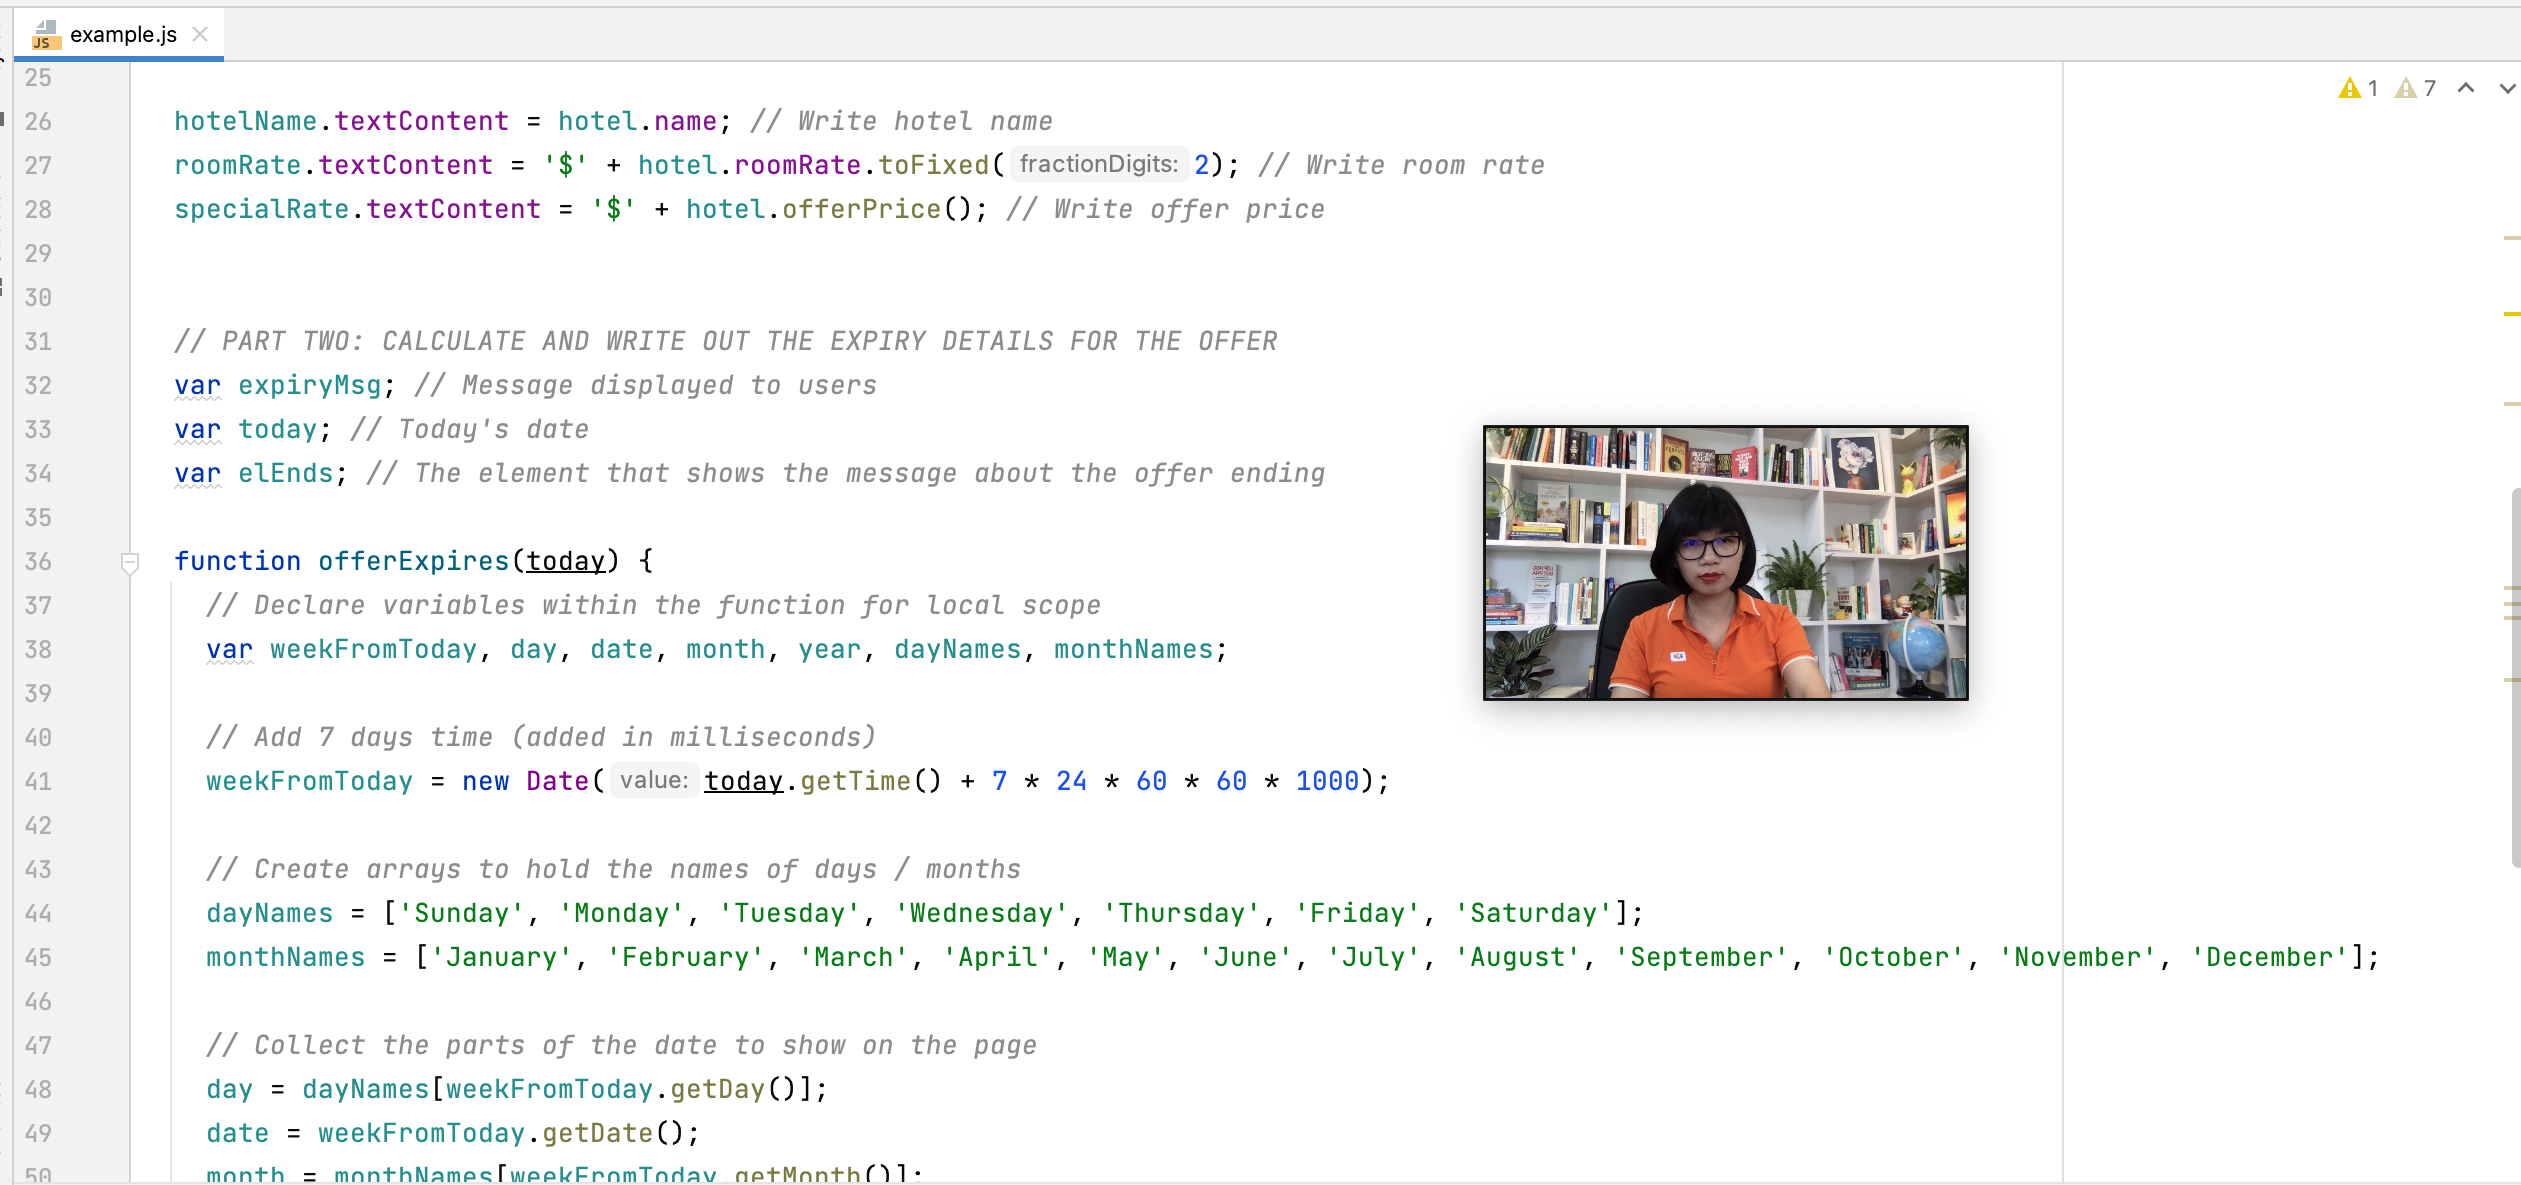 example.js
1 7
25
26 hotelName.textContent = hotel.name; // Write hotel name
27 roomRate.textContent = '$' + hotel.roomRate.toFixed( fractionDigits: 2); // Write room rate
28 specialRate.textContent = '$' + hotel.offerPrice(); // Write offer price
29
30
31 // PART TWO: CALCULATE AND WRITE OUT THE EXPIRY DETAILS FOR THE OFFER
32 var expiryMsg; // Message displayed to users
33 var today; // Today's date
34 var elEnds; // The element that shows the message about the offer ending
35
36 function offerExpires(today) {
37 // Declare variables within the function for local scope
38 var weekFromToday, day, date, month, year, dayNames, monthNames;
39
40 // Add 7 days time (added in milliseconds)
41 weekFromToday = new Date( value: today.getTime() + 7 * 24 * 60 * 60 * 1000);
42
43 // Create arrays to hold the names of days / months
44 dayNames = ['Sunday', 'Monday', 'Tuesday', 'Wednesday', 'Thursday', 'Friday', 'Saturday'];
45 monthNames = ['January', 'February', 'March', 'April', 'May', 'June', 'July', 'August', 'September', 'October', 'November', 'December'];
46
47 // Collect the parts of the date to show on the page
48 day = dayNames[weekFromToday.getDay()];
49 date = weekFromToday.getDate();
50 month = monthNames[weekFromToday.getMonth()];